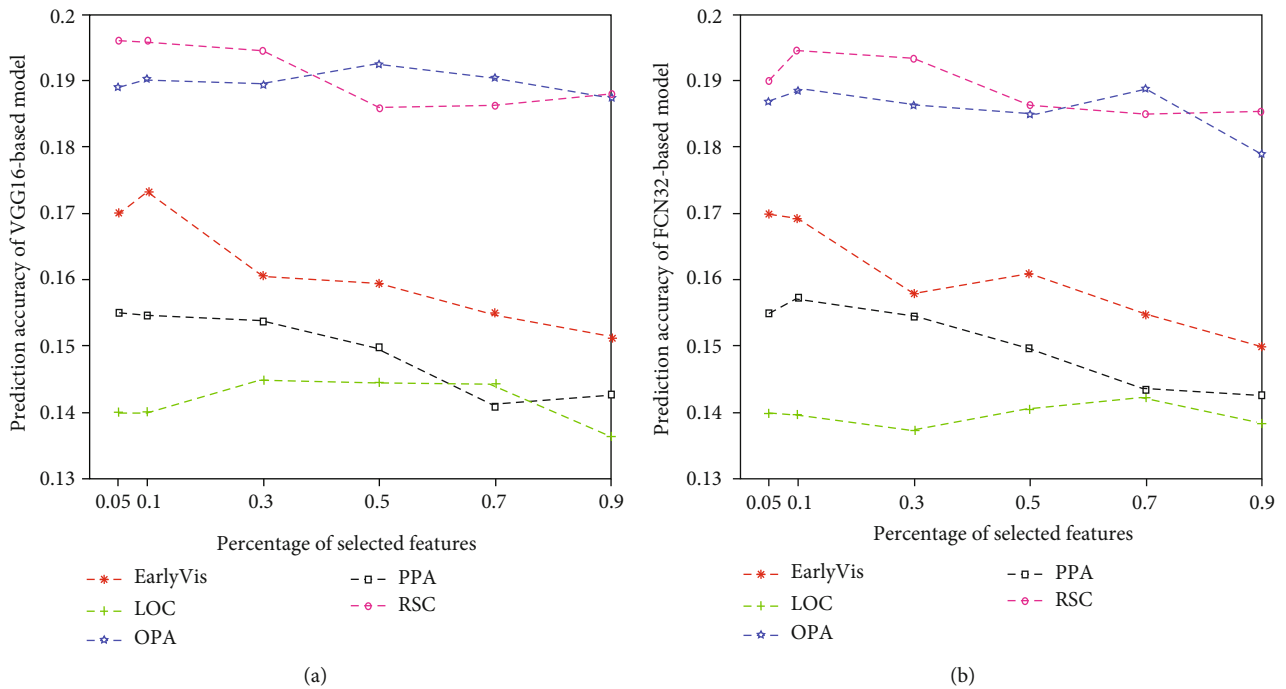 0.2
0.19
0.18
0.17
0.16
0.15
0.14
0.13
Prediction accuracy of VGG16-based model
0.05 0.1 0.3 0.5 0.7 0.9
Percentage of selected features
EarlyVis
LOC
OPA
PPA
RSC
(a)
0.2
0.19
0.18
0.17
0.16
0.15
0.14
0.13
Prediction accuracy of FCN32-based model
0.05 0.1 0.3 0.5 0.7 0.9
Percentage of selected features
EarlyVis
LOC
OPA
PPA
RSC
(b)